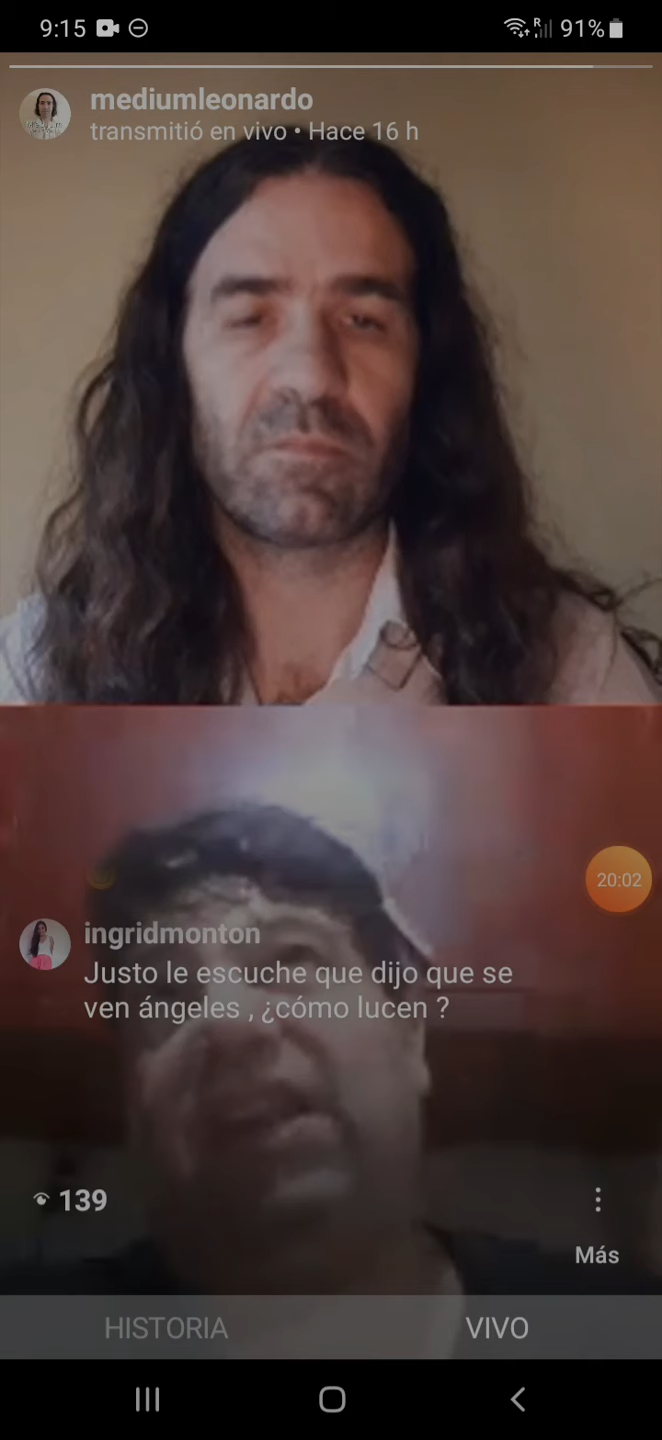 9:15
R
91%
mediumleonardo
transmitió en vivo • Hace 16 h
20:02
ingridmonton
Justo le escuche que dijo que se
ven ángeles , ¿cómo lucen ?
139
Más
HISTORIA
VIVO